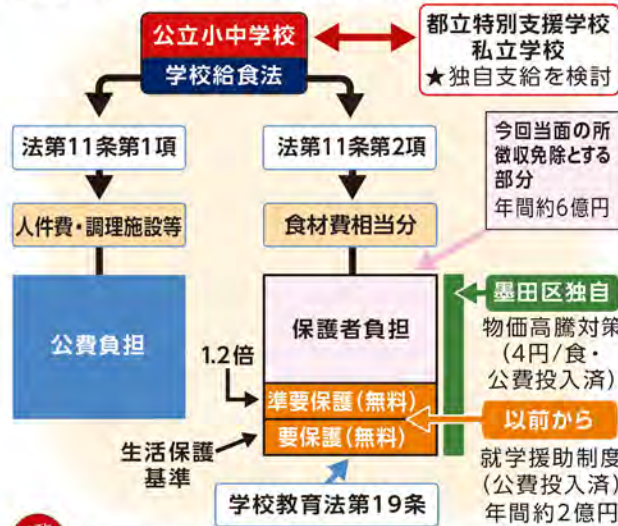 公立小中学校
学校給食法
都立特別支援学校
私立学校
★独自支給を検討
法第11条第1項
法第11条第2項
今回当面の所
徴収免除とする
部分
年間約6億円
人件費・調理施設等
食材費相当分
公費負担
保護者負担
墨田区独自
物価高騰対策
(4円/食・
公費投入済)
1.2倍
準要保護(無料)
要保護(無料)
以前から
生活保護
基準
就学援助制度
(公費投入済)
年間約2億円
学校教育法第19条